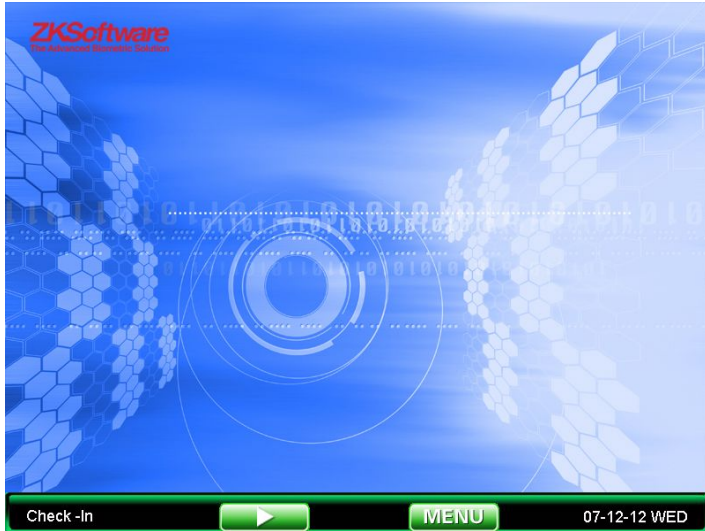 ZKSoftware
The Advanced Biometric Solution
Check -In
MENU
07-12-12 WED